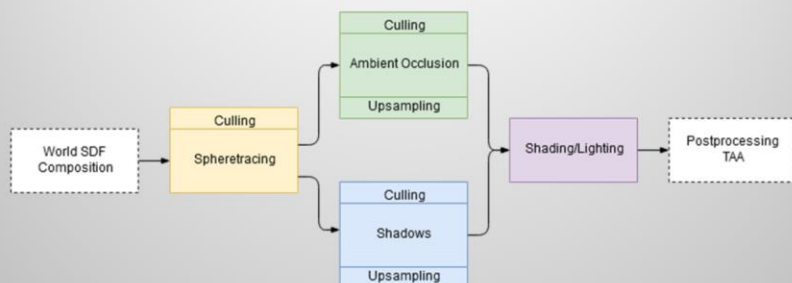 World SDF
Composition
Culling
Spheretracing
Culling
Ambient Occlusion
Upsampling
Culling
Shadows
Upsampling
Shading/Lighting
Postprocessing
TAA